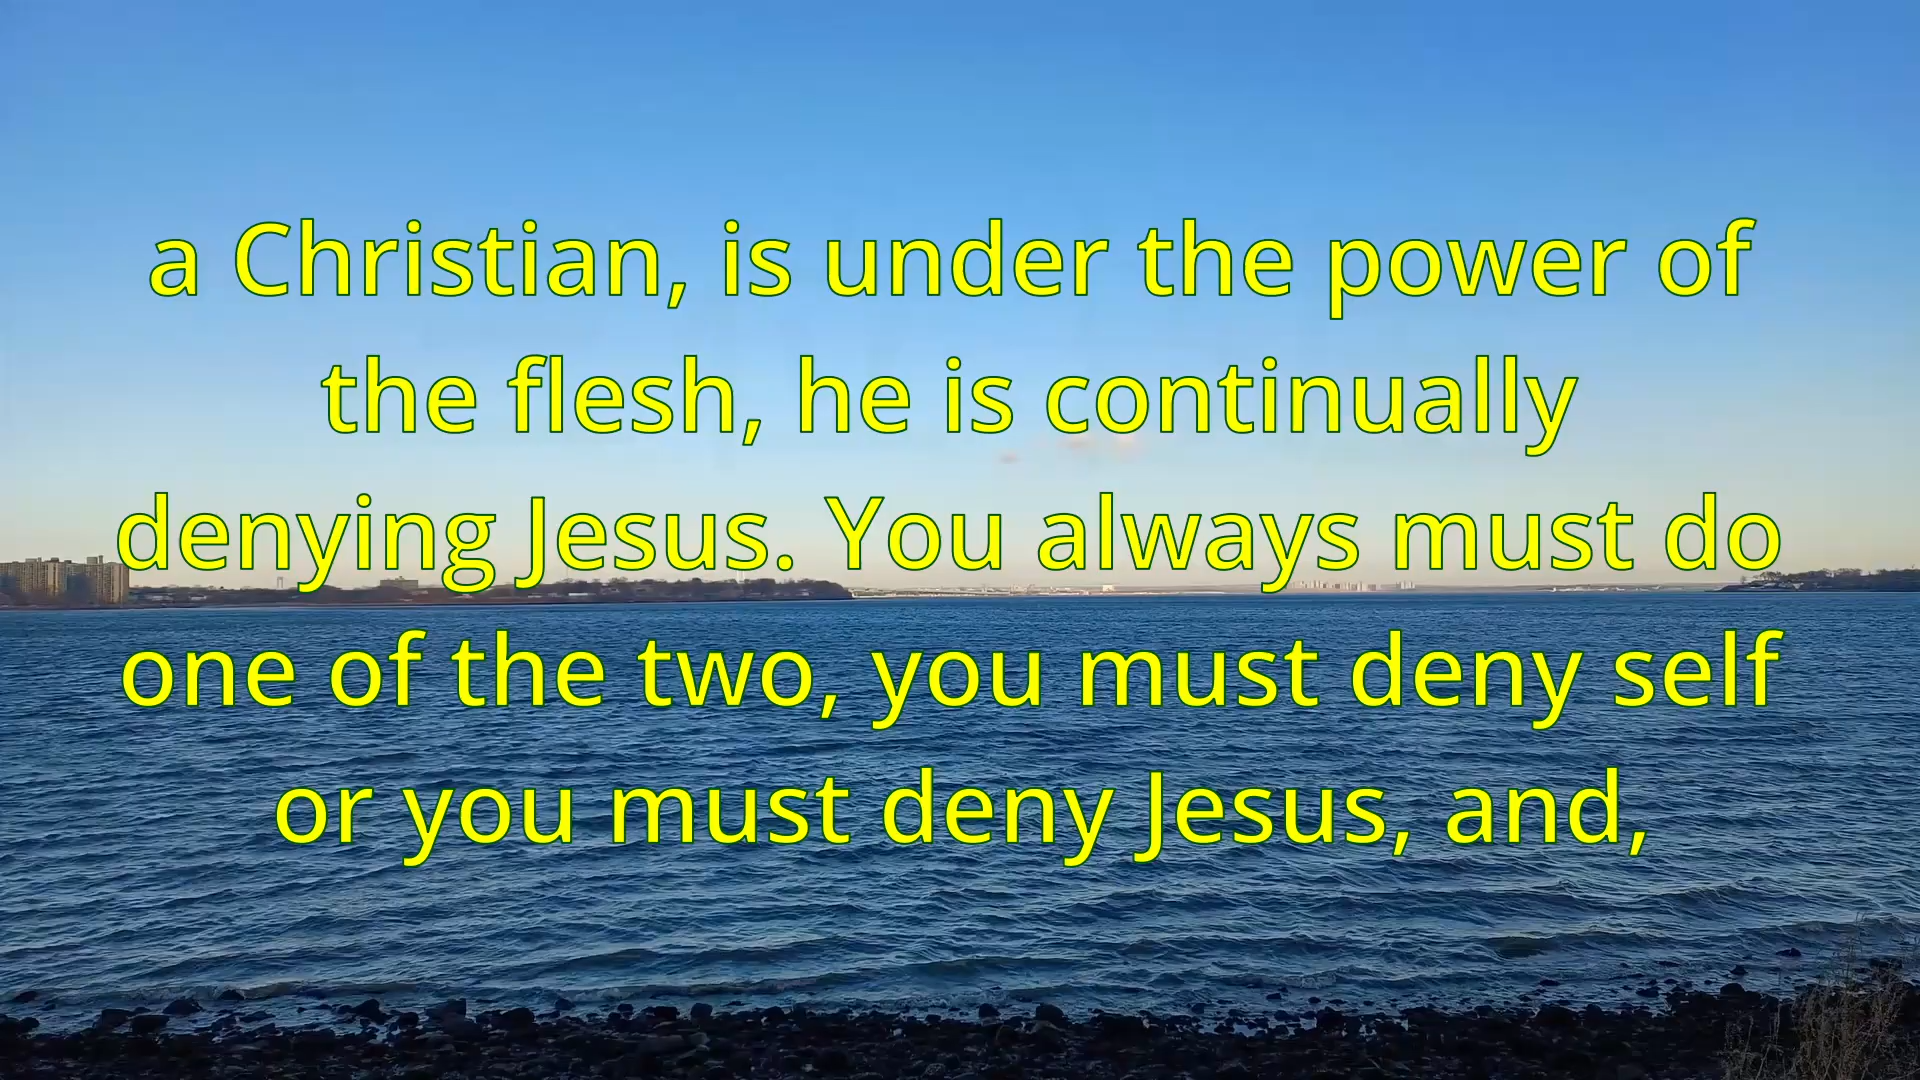 a Christian, is under the power of
the flesh, he is continually
denying Jesus. You always must do
one of the two, you must deny self
or you must deny Jesus, and,